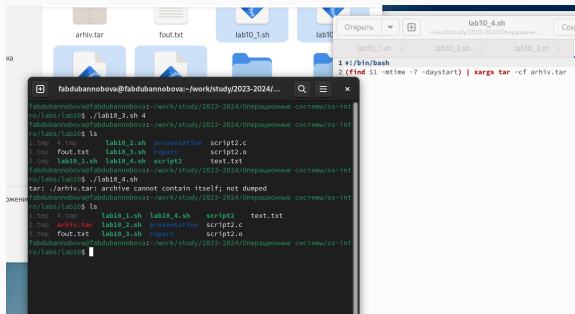 arhiv.tar
fout.txt
lab10_1.sh
lab10
ка
ожени
Открыть
lab10_4.sh
~/work/study/2023-2024/Операционн...
Сох
lab10_1.sh ×
lab10_2.sh ×
lab10_3.sh ×
1 #!/bin/bash
2 (find $1 -mtime -7 -daystart) | xargs tar -cf arhiv.tar
fabdubannobova@fabdubannobova:~/work/study/2023-2024/...
fabdubannobova@fabdubannobova:~/work/study/2023-2024/Операционные системы/os-int
ro/labs/lab10$ ./lab10_3.sh 4
fabdubannobova@fabdubannobova:~/work/study/2023-2024/Операционные системы/os-int
ro/labs/lab10$ ls
1.tmp 4.tmp lab10_2.sh presentation script2.c
2.tmp fout.txt lab10_3.sh report script2.o
3.tmp lab10_1.sh lab10_4.sh script2 text.txt
fabdubannobova@fabdubannobova:~/work/study/2023-2024/Операционные системы/os-int
ro/labs/lab10$ ./lab10_4.sh
tar: ./arhiv.tar: archive cannot contain itself; not dumped
fabdubannobova@fabdubannobova:~/work/study/2023-2024/Операционные системы/os-int
ro/labs/lab10$ ls
1.tmp 4.tmp lab10_1.sh lab10_4.sh script2 text.txt
2.tmp arhiv.tar lab10_2.sh presentation script2.c
3.tmp fout.txt lab10_3.sh report script2.o
fabdubannobova@fabdubannobova:~/work/study/2023-2024/Операционные системы/os-int
ro/labs/lab10$